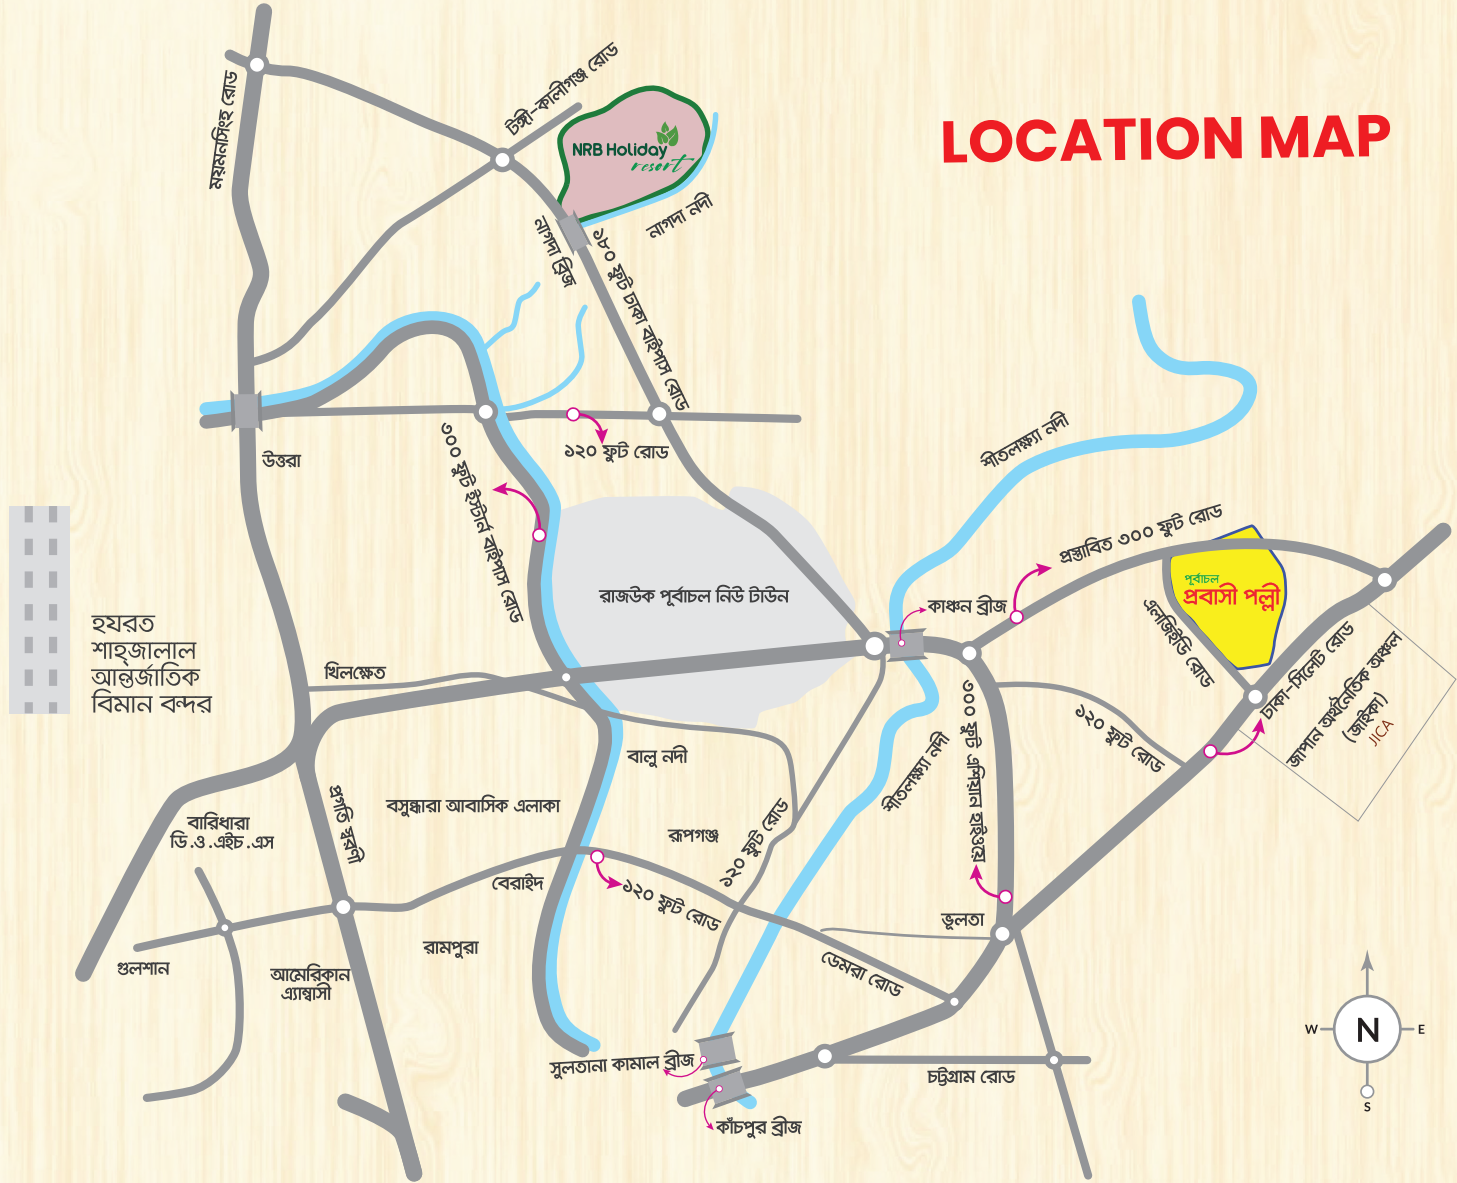 LOCATION MAP
টঙ্গী-কালীগঞ্জ রোড
ময়মনসিংহ রোড
NRB Holiday
resort
নাগদা নদী
নাগদা ব্রিজ
১৮০ ফুট ঢাকা বাইপাস রোড
শীতলক্ষ্যা নদী
১২০ ফুট রোড
উত্তরা
৩০০ ফুট ইস্টার্ন বাইপাস রোড
প্রস্তাবিত ৩০০ ফুট রোড
পূর্বাচল
প্রবাসী পল্লী
রাজউক পূর্বাচল নিউ টাউন
কাঞ্চন ব্রীজ
এলজিইডি রোড
হযরত
শাহ্জালাল
আন্তর্জাতিক
বিমান বন্দর
খিলক্ষেত
ঢাকা-সিলেট রোড
জাপান অর্থনৈতিক অঞ্চল
(জাইকা)
JICA
৩০০ ফুট এশিয়ান হাইওয়ে
১২০ ফুট রোড
বালু নদী
শীতলক্ষ্যা নদী
প্রগতি স্বরণী
বসুন্ধারা আবাসিক এলাকা
বারিধারা
ডি.ও.এইচ.এস
রূপগঞ্জ
১২০ ফুট রোড
বেরাইদ
১২০ ফুট রোড
ভূলতা
রামপুরা
গুলশান
আমেরিকান
এ্যাম্বাসী
ডেমরা রোড
সুলতানা কামাল ব্রীজ
চট্টগ্রাম রোড
কাঁচপুর ব্রীজ
W
N
E
S